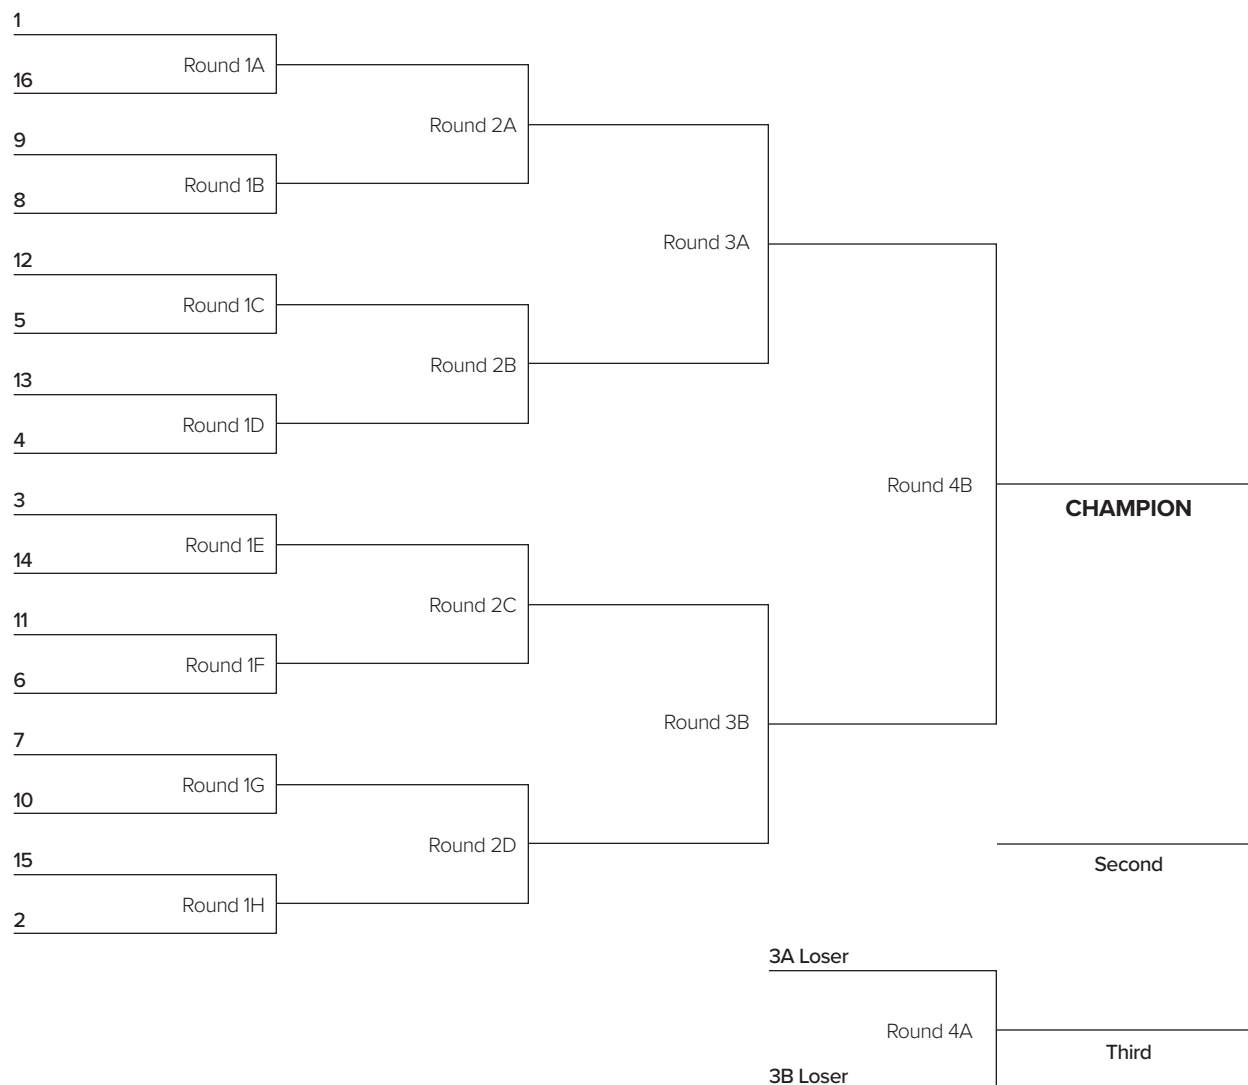 1
Round 1A
16
Round 2A
9
Round 1B
8
Round 3A
12
Round 1C
5
Round 2B
13
Round 1D
4
Round 4B
CHAMPION
3
Round 1E
14
Round 2C
11
Round 1F
6
Round 3B
7
Round 1G
10
Round 2D
15
Round 1H
2
Second
3A Loser
Round 4A
Third
3B Loser